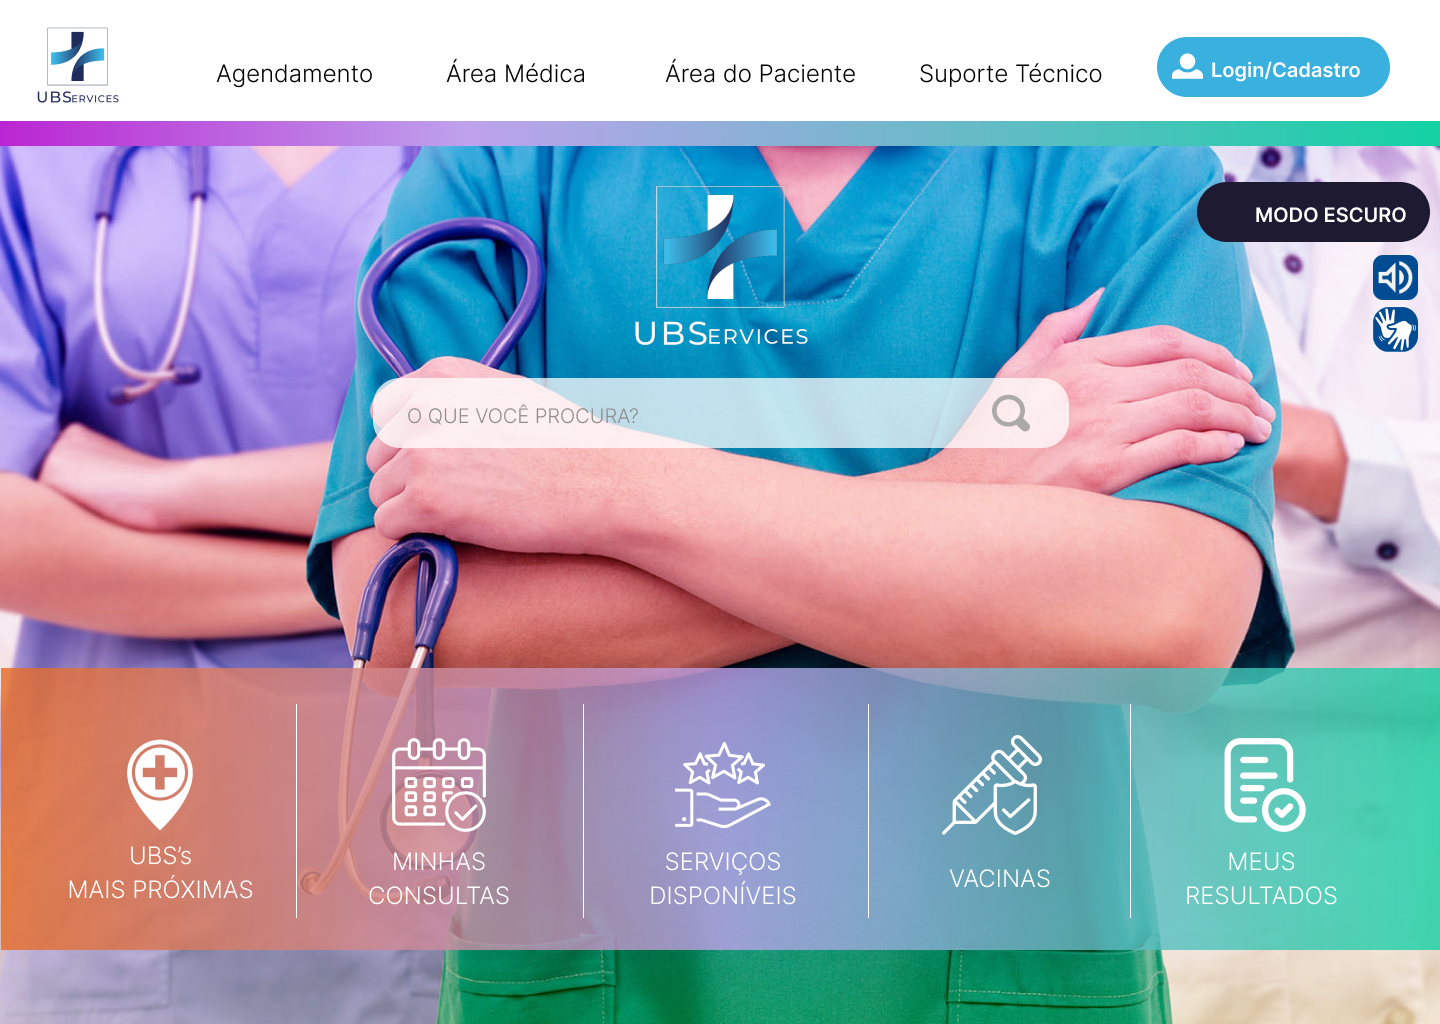 UBSERVICES
Agendamento
Área Médica
Área do Paciente
Suporte Técnico
Login/Cadastro
MODO ESCURO
UBSERVICES
O QUE VOCÊ PROCURA?
UBS’s
MAIS PRÓXIMAS
MINHAS
CONSULTAS
SERVIÇOS
DISPONÍVEIS
VACINAS
MEUS
RESULTADOS